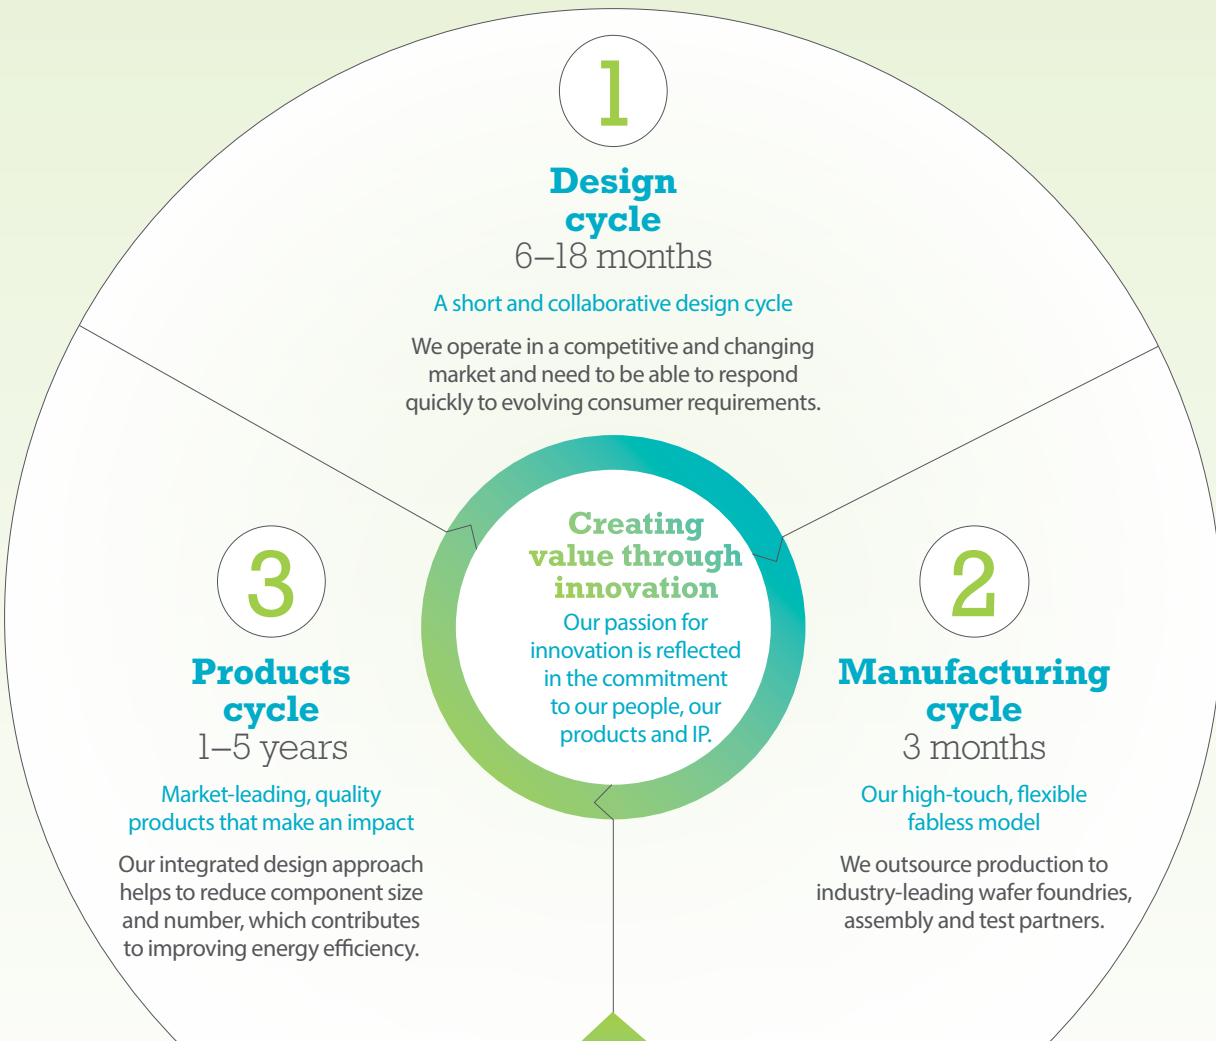 1
Design
cycle
6–18 months
A short and collaborative design cycle
We operate in a competitive and changing
market and need to be able to respond
quickly to evolving consumer requirements.
Creating
value through
innovation
Our passion for
innovation is reflected
in the commitment
to our people, our
products and IP.
2
Manufacturing
cycle
3 months
Our high-touch, flexible
fabless model
We outsource production to
industry-leading wafer foundries,
assembly and test partners.
3
Products
cycle
1–5 years
Market-leading, quality
products that make an impact
Our integrated design approach
helps to reduce component size
and number, which contributes
to improving energy efficiency.